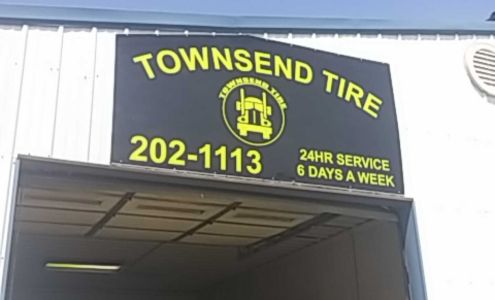 TOWNSEND TIRE
TOWNSEND TIRE
202-1113
24HR SERVICE
6 DAYS A WEEK